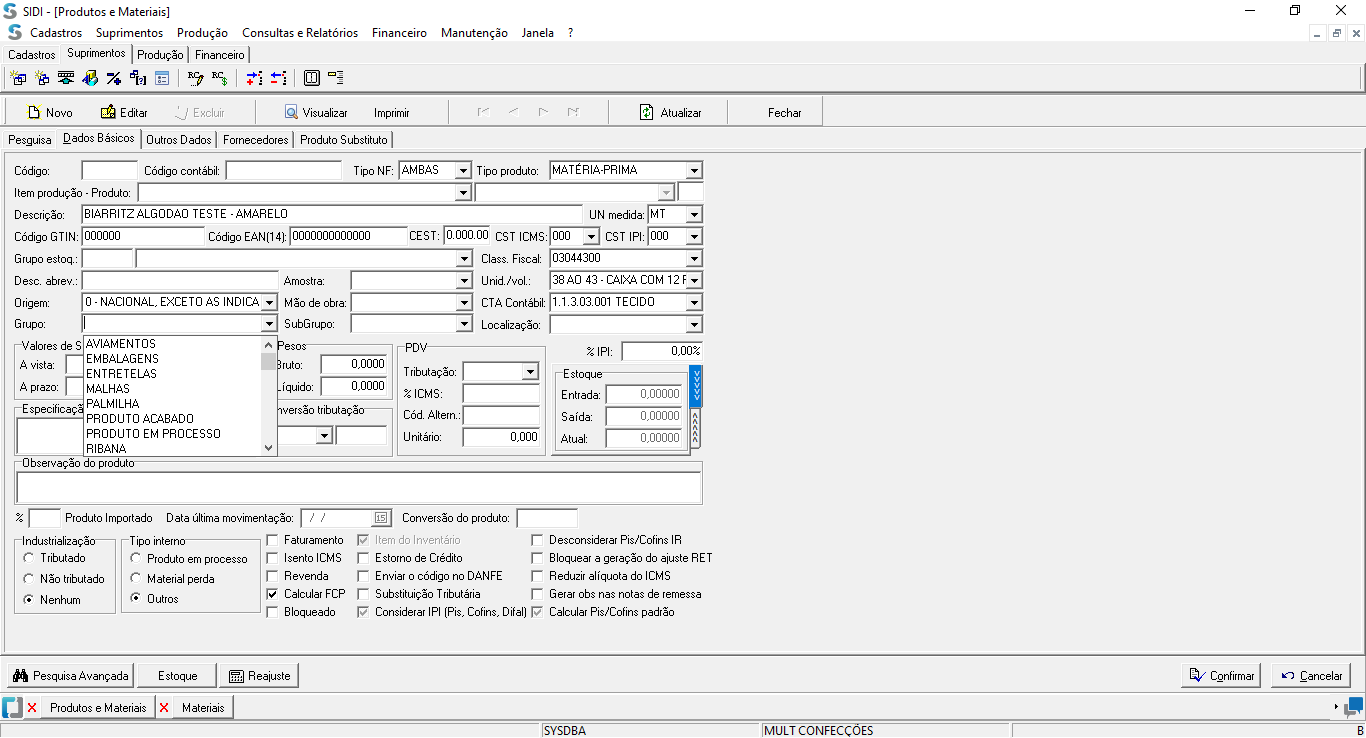 SIDI - [Produtos e Materiais]
Cadastros Suprimentos Produção Consultas e Relatórios Financeiro Manutenção Janela ?
Cadastros Suprimentos Produção Financeiro
Novo Editar Excluir Visualizar Imprimir Atualizar Fechar
Pesquisa Dados Básicos Outros Dados Fornecedores Produto Substituto
Código: Código contábil: Tipo NF: AMBAS Tipo produto: MATÉRIA-PRIMA
Item produção - Produto:
Descrição: BIARRITZ ALGODAO TESTE - AMARELO UN medida: MT
Código GTIN: 000000 Código EAN(14): 0000000000000 CEST: 0.000.00 CST ICMS: 000 CST IPI: 000
Grupo estoq.: Class. Fiscal: 03044300
Desc. abrev.: Amostra: Unid./vol.: 38 AO 43 - CAIXA COM 12 F
Origem: 0 - NACIONAL, EXCETO AS INDICA Mão de obra: CTA Contábil: 1.1.3.03.001 TECIDO
Grupo: SubGrupo: Localização:
AVIAMENTOS
EMBALAGENS
ENTRETELAS
MALHAS
PALMILHA
PRODUTO ACABADO
PRODUTO EM PROCESSO
RIBANA
Valores de S
A vista:
A prazo:
Pesos
Bruto: 0,0000
Líquido: 0,0000
Especificaçã
nversão tributação
PDV
Tributação:
% ICMS:
Cód. Altern.:
Unitário: 0,000
% IPI: 0,00%
Estoque
Entrada: 0,00000
Saída: 0,00000
Atual: 0,00000
Observação do produto
% Produto Importado Data última movimentação: / / 15 Conversão do produto:
Industrialização
Tributado
Não tributado
Nenhum
Tipo interno
Produto em processo
Material perda
Outros
Faturamento Item do Inventário Desconsiderar Pis/Cofins IR
Isento ICMS Estorno de Crédito Bloquear a geração do ajuste RET
Revenda Enviar o código no DANFE Reduzir alíquota do ICMS
Calcular FCP Substituição Tributária Gerar obs nas notas de remessa
Bloqueado Considerar IPI (Pis, Cofins, Difal) Calcular Pis/Cofins padrão
Pesquisa Avançada Estoque Reajuste Confirmar Cancelar
Produtos e Materiais Materiais
SYSDBA MULT CONFECÇÕES B